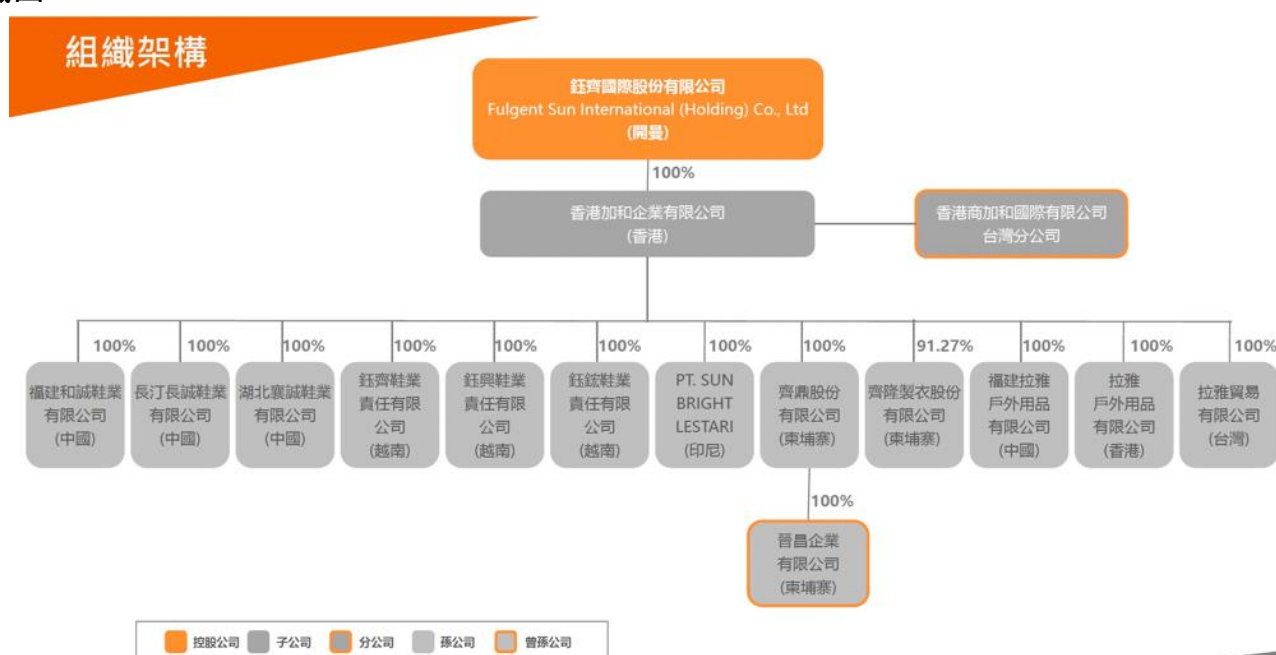 組織架構
鈺齊國際股份有限公司
Fulgent Sun International (Holding) Co., Ltd
(開曼)
100%
香港加和企業有限公司
(香港)
香港商加和國際有限公司
台灣分公司
100%
100%
100%
100%
100%
100%
100%
100%
91.27%
100%
100%
100%
福建和誠鞋業
有限公司
(中國)
長汀長誠鞋業
有限公司
(中國)
湖北襄誠鞋業
有限公司
(中國)
鈺齊鞋業
責任有限
公司
(越南)
鈺興鞋業
責任有限
公司
(越南)
鈺鋐鞋業
責任有限
公司
(越南)
PT. SUN
BRIGHT
LESTARI
(印尼)
齊鼎股份
有限公司
(柬埔寨)
齊隆製衣股份
有限公司
(柬埔寨)
福建拉雅
戶外用品
有限公司
(中國)
拉雅
戶外用品
有限公司
(香港)
拉雅貿易
有限公司
(台灣)
100%
晉昌企業
有限公司
(柬埔寨)
控股公司
子公司
分公司
孫公司
曾孫公司